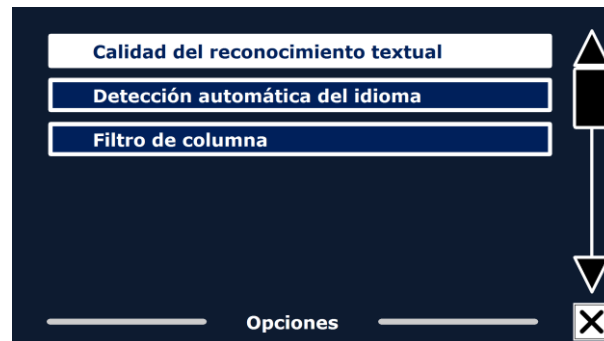 Calidad del reconocimiento textual
Detección automática del idioma
Filtro de columna
Opciones